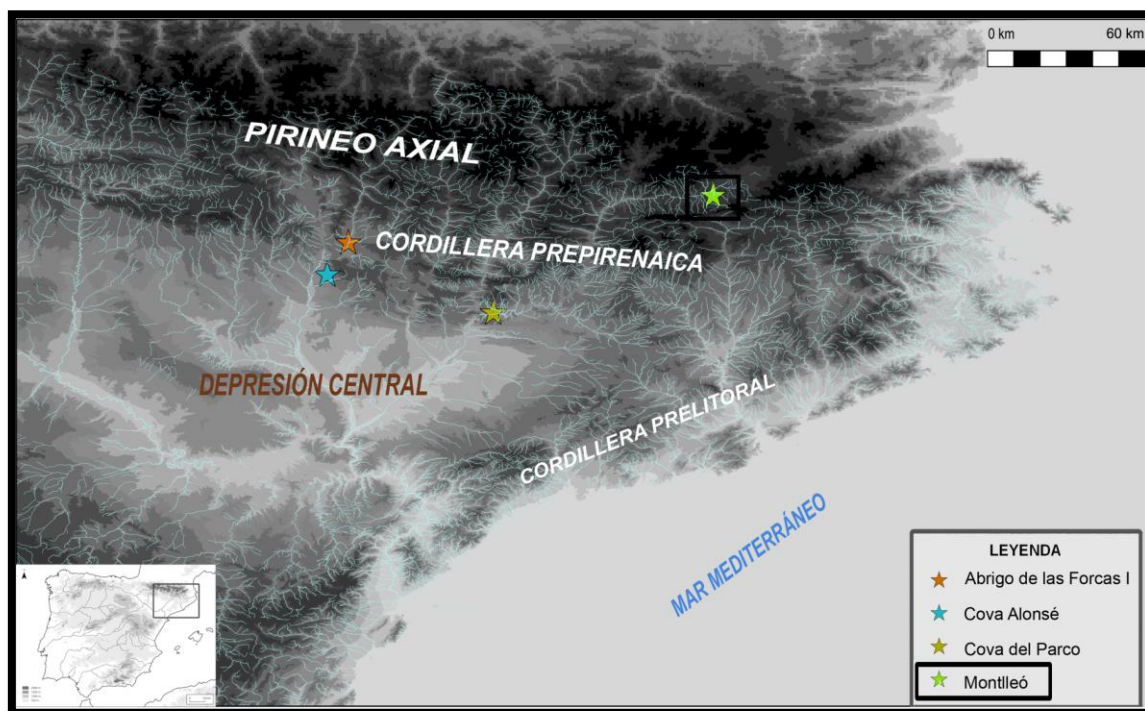 0 km 60 km
PIRINEO AXIAL
CORDILLERA PREPIRENAICA
DEPRESIÓN CENTRAL
CORDILLERA PRELITORAL
MAR MEDITERRÁNEO
LEYENDA
Abrigo de las Forcas I
Cova Alonsé
Cova del Parco
Montlleó